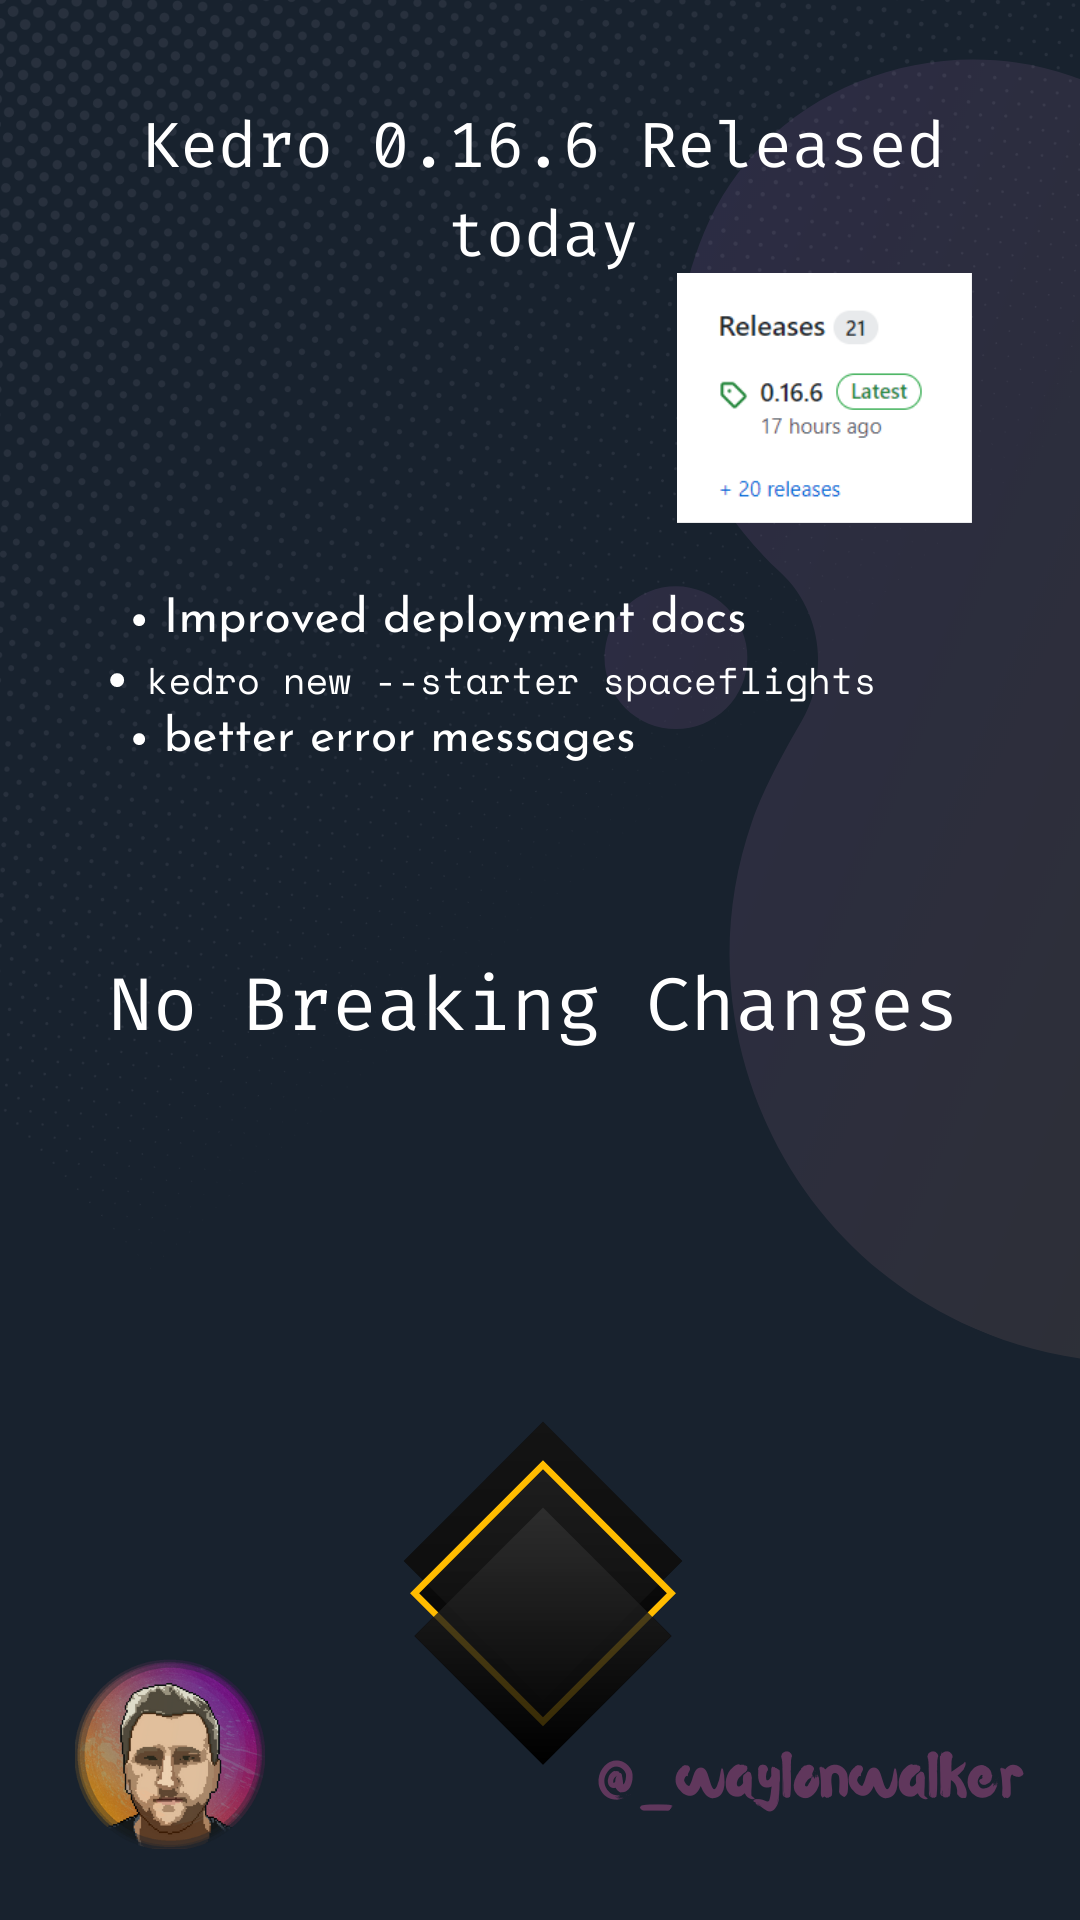 Kedro 0.16.6 Released
today
Releases 21
0.16.6 Latest
17 hours ago
+ 20 releases
• Improved deployment docs
• kedro new --starter spaceflights
• better error messages
No Breaking Changes
@_waylonwalker